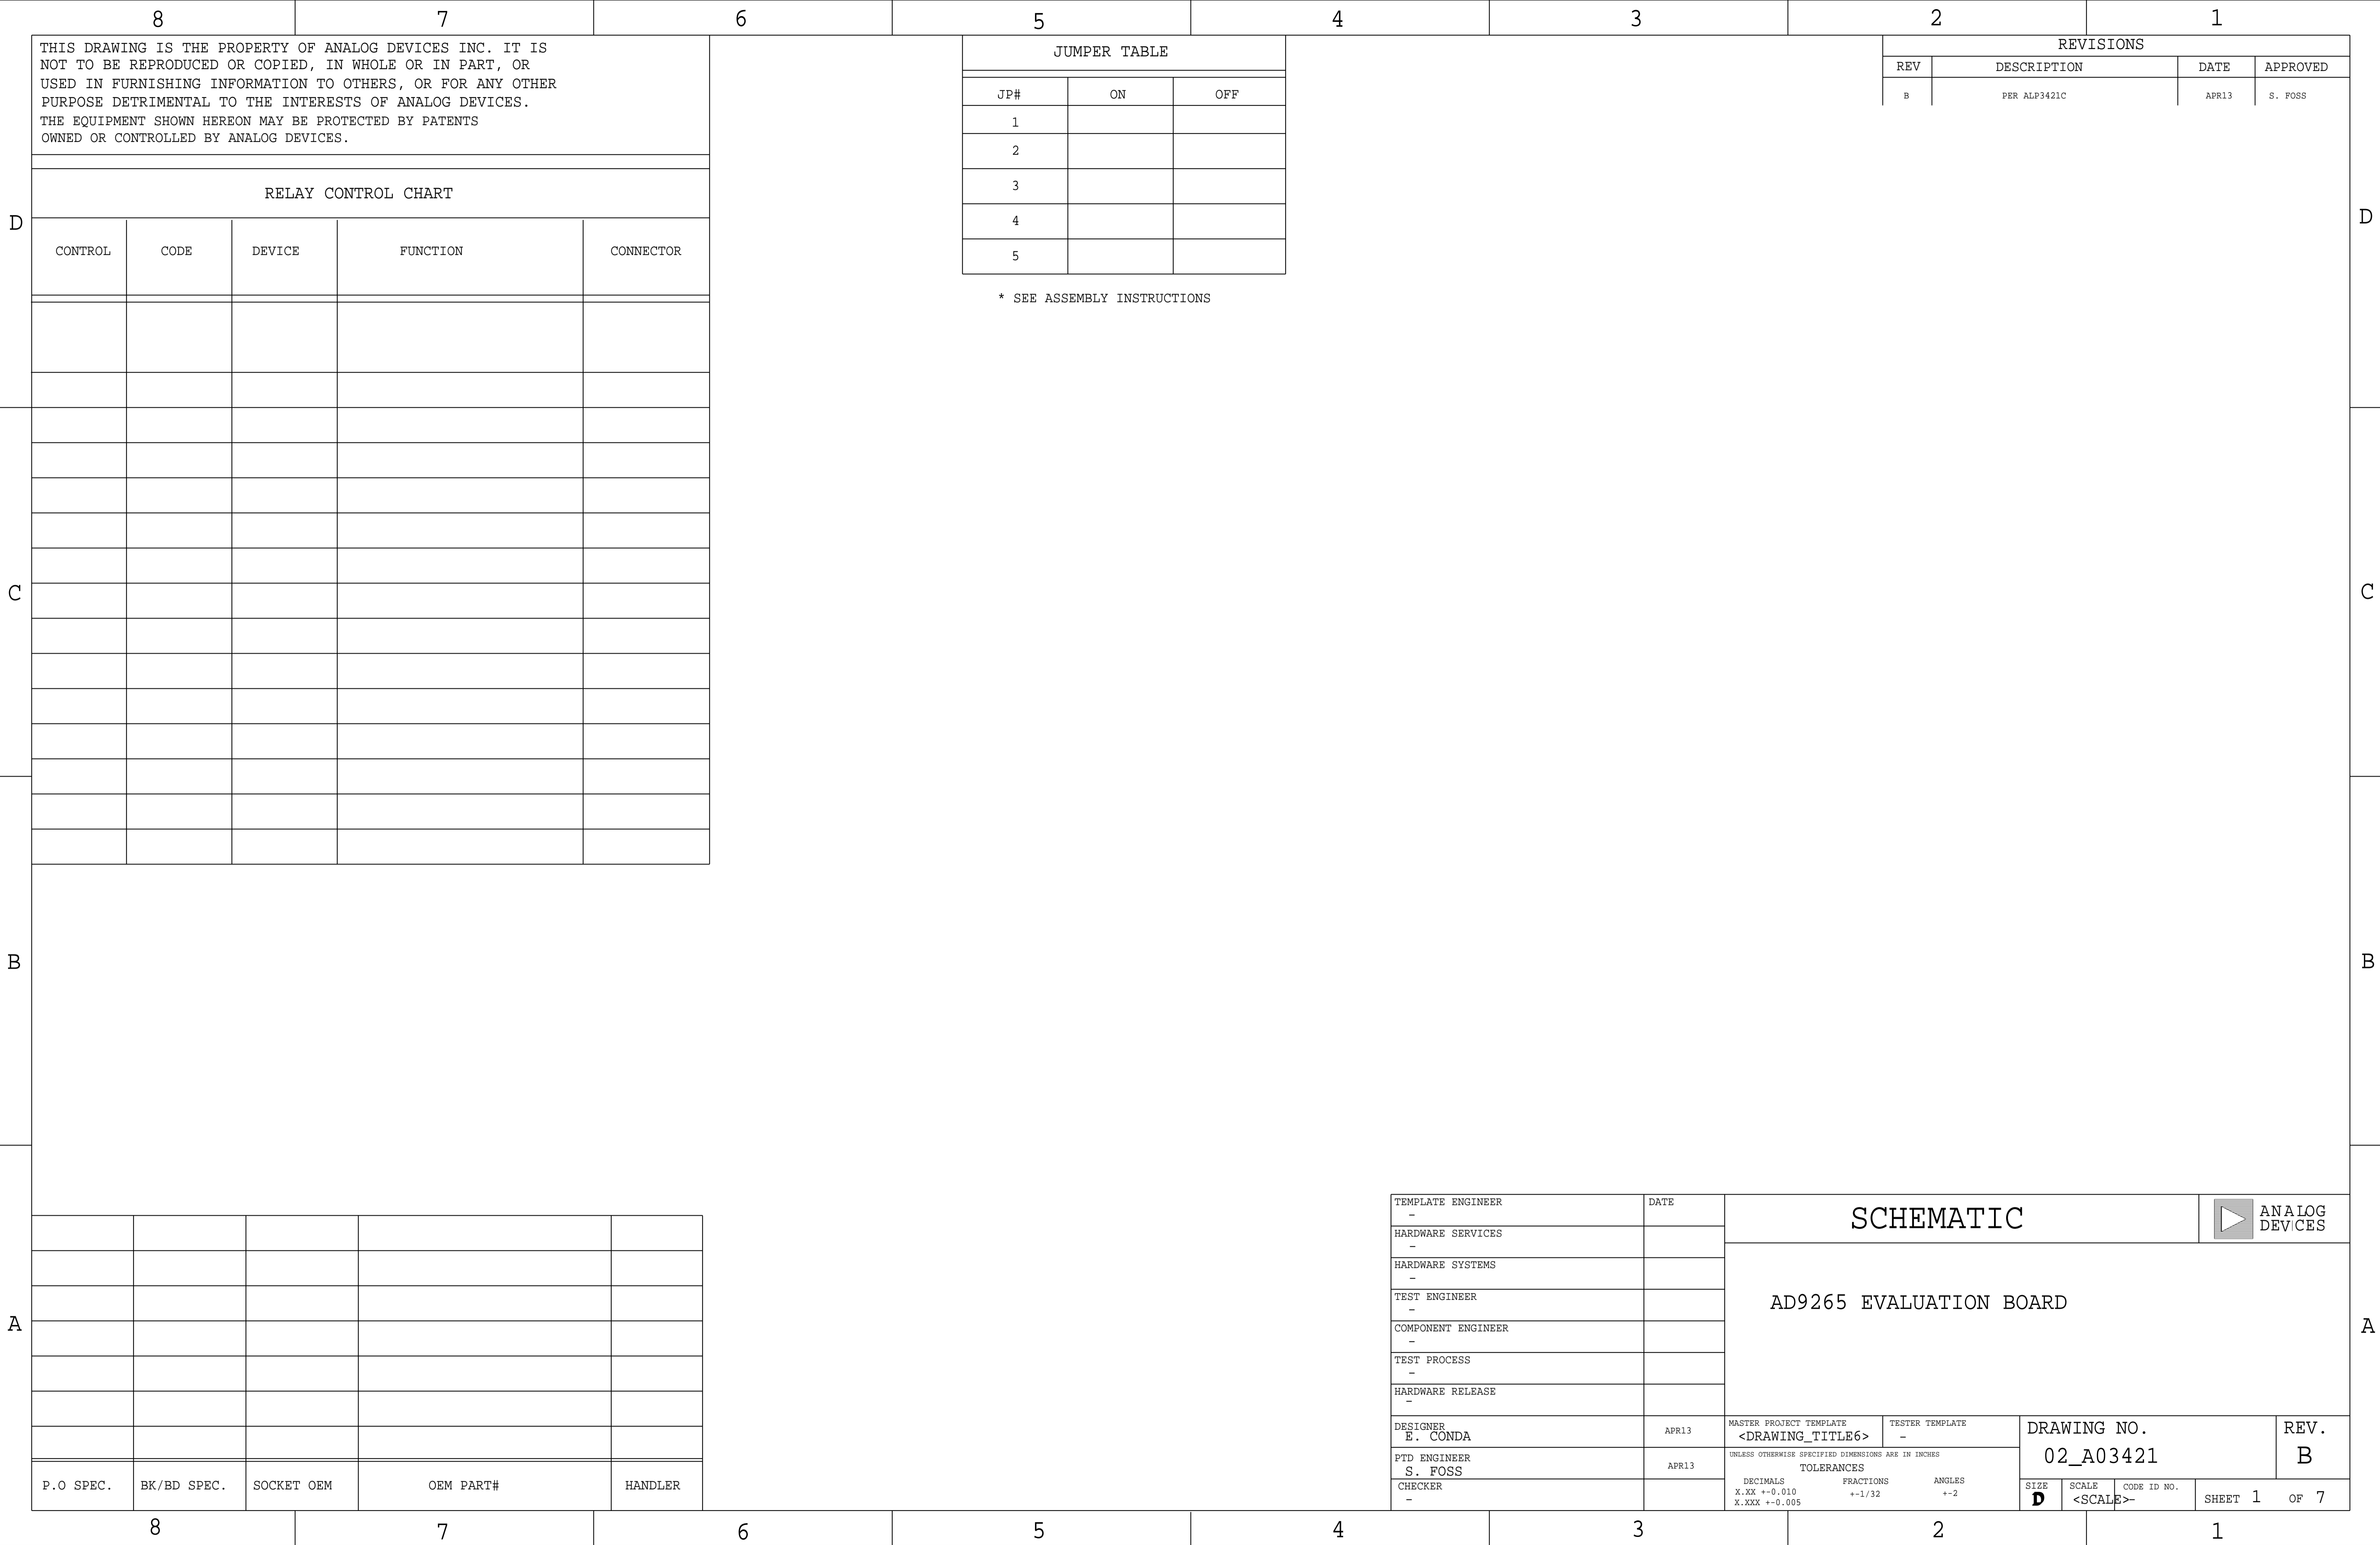 8 7 6 5 4 3 2 1
THIS DRAWING IS THE PROPERTY OF ANALOG DEVICES INC. IT IS
NOT TO BE REPRODUCED OR COPIED, IN WHOLE OR IN PART, OR
USED IN FURNISHING INFORMATION TO OTHERS, OR FOR ANY OTHER
PURPOSE DETRIMENTAL TO THE INTERESTS OF ANALOG DEVICES.
THE EQUIPMENT SHOWN HEREON MAY BE PROTECTED BY PATENTS
OWNED OR CONTROLLED BY ANALOG DEVICES.
RELAY CONTROL CHART
CONTROL CODE DEVICE FUNCTION CONNECTOR
JUMPER TABLE
JP# ON OFF
1
2
3
4
5
* SEE ASSEMBLY INSTRUCTIONS
REVISIONS
REV DESCRIPTION DATE APPROVED
B PER ALP3421C APR13 S. FOSS
D D
C C
B B
A A
P.O SPEC. BK/BD SPEC. SOCKET OEM OEM PART# HANDLER
TEMPLATE ENGINEER DATE
-
HARDWARE SERVICES
-
HARDWARE SYSTEMS
-
TEST ENGINEER
-
COMPONENT ENGINEER
-
TEST PROCESS
-
HARDWARE RELEASE
-
DESIGNER
E. CONDA APR13
PTD ENGINEER
S. FOSS APR13
CHECKER
-
SCHEMATIC
ANALOG
DEVICES
AD9265 EVALUATION BOARD
MASTER PROJECT TEMPLATE
<DRAWING_TITLE6>
TESTER TEMPLATE
-
UNLESS OTHERWISE SPECIFIED DIMENSIONS ARE IN INCHES
TOLERANCES
DECIMALS FRACTIONS ANGLES
X.XX +-0.010 +-1/32 +-2
X.XXX +-0.005
DRAWING NO.
02_A03421
REV.
B
SIZE
D
SCALE
<SCALE>
CODE ID NO.
-
SHEET 1 OF 7
8 7 6 5 4 3 2 1